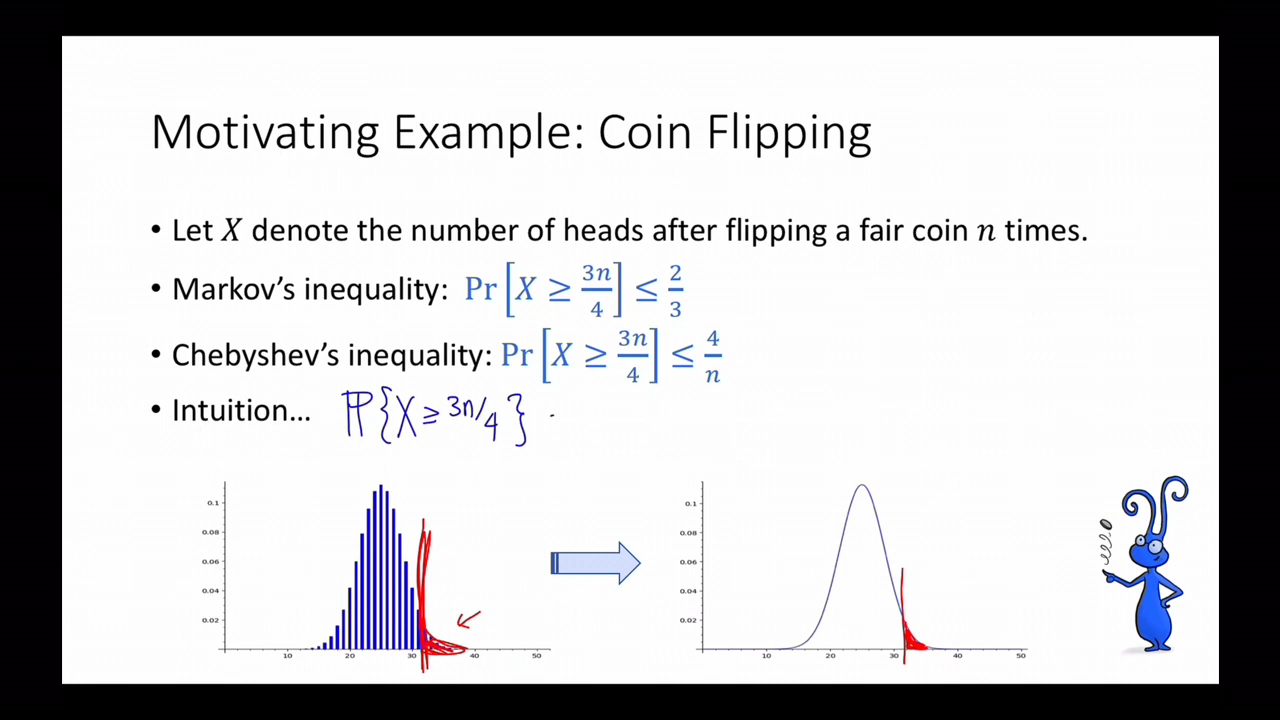 Motivating Example: Coin Flipping
• Let X denote the number of heads after flipping a fair coin n times.
• Markov's inequality: Pr[X ≥ 3n/4] ≤ 2/3
• Chebyshev's inequality: Pr[X ≥ 3n/4] ≤ 4/n
• Intuition… ℙ{X ≥ 3n/4}
0.1
0.08
0.06
0.04
0.02
10 20 30 40 50
0.1
0.08
0.06
0.04
0.02
10 20 30 40 50